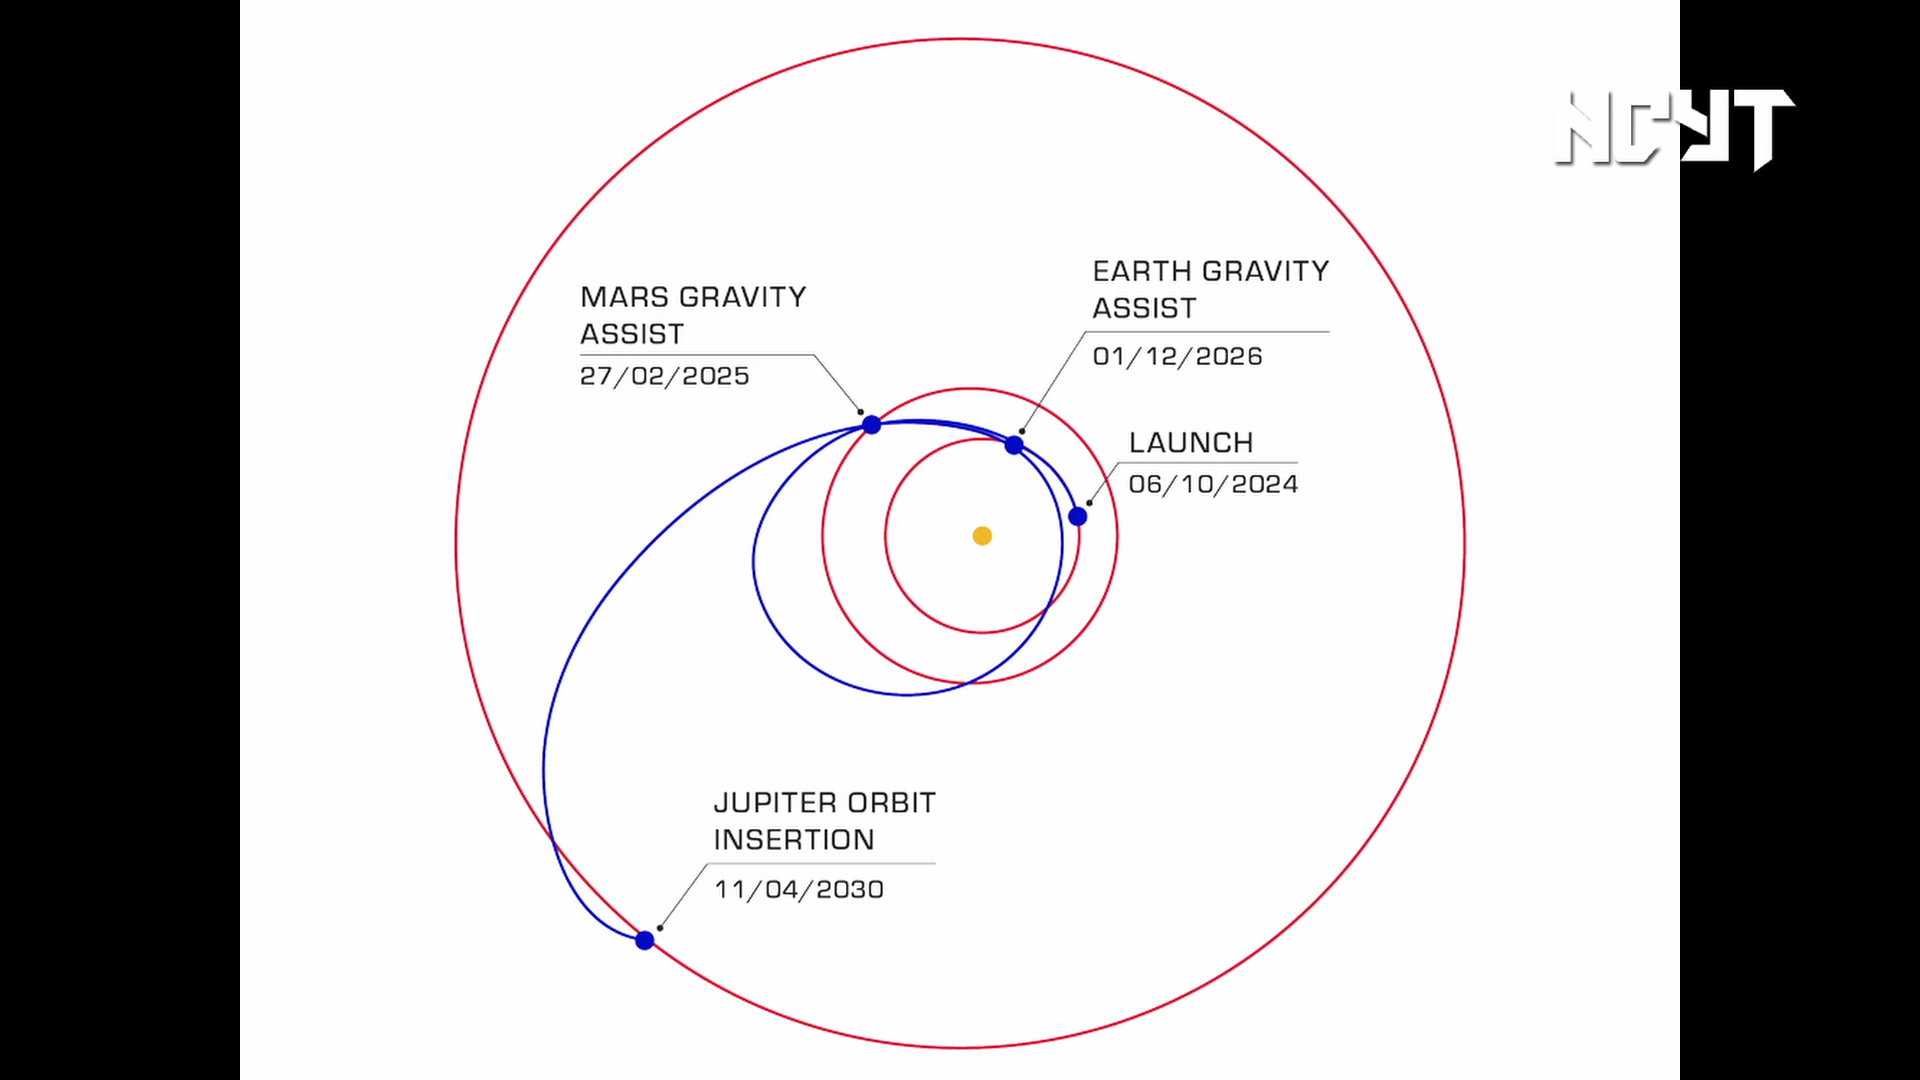 NCYT
EARTH GRAVITY
ASSIST
01/12/2026
MARS GRAVITY
ASSIST
27/02/2025
LAUNCH
06/10/2024
JUPITER ORBIT
INSERTION
11/04/2030